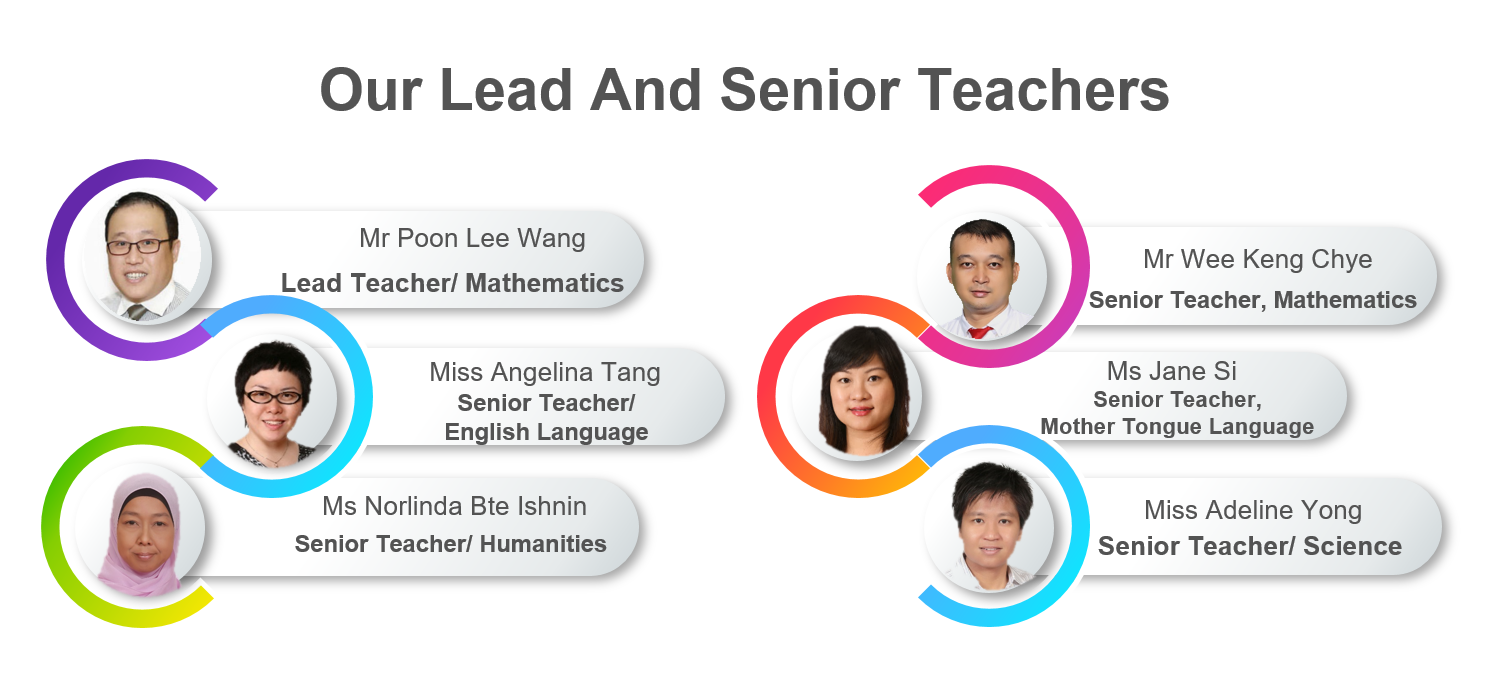 Our Lead And Senior Teachers
Mr Poon Lee Wang
Lead Teacher/ Mathematics
Miss Angelina Tang
Senior Teacher/
English Language
Ms Norlinda Bte Ishnin
Senior Teacher/ Humanities
Mr Wee Keng Chye
Senior Teacher, Mathematics
Ms Jane Si
Senior Teacher,
Mother Tongue Language
Miss Adeline Yong
Senior Teacher/ Science